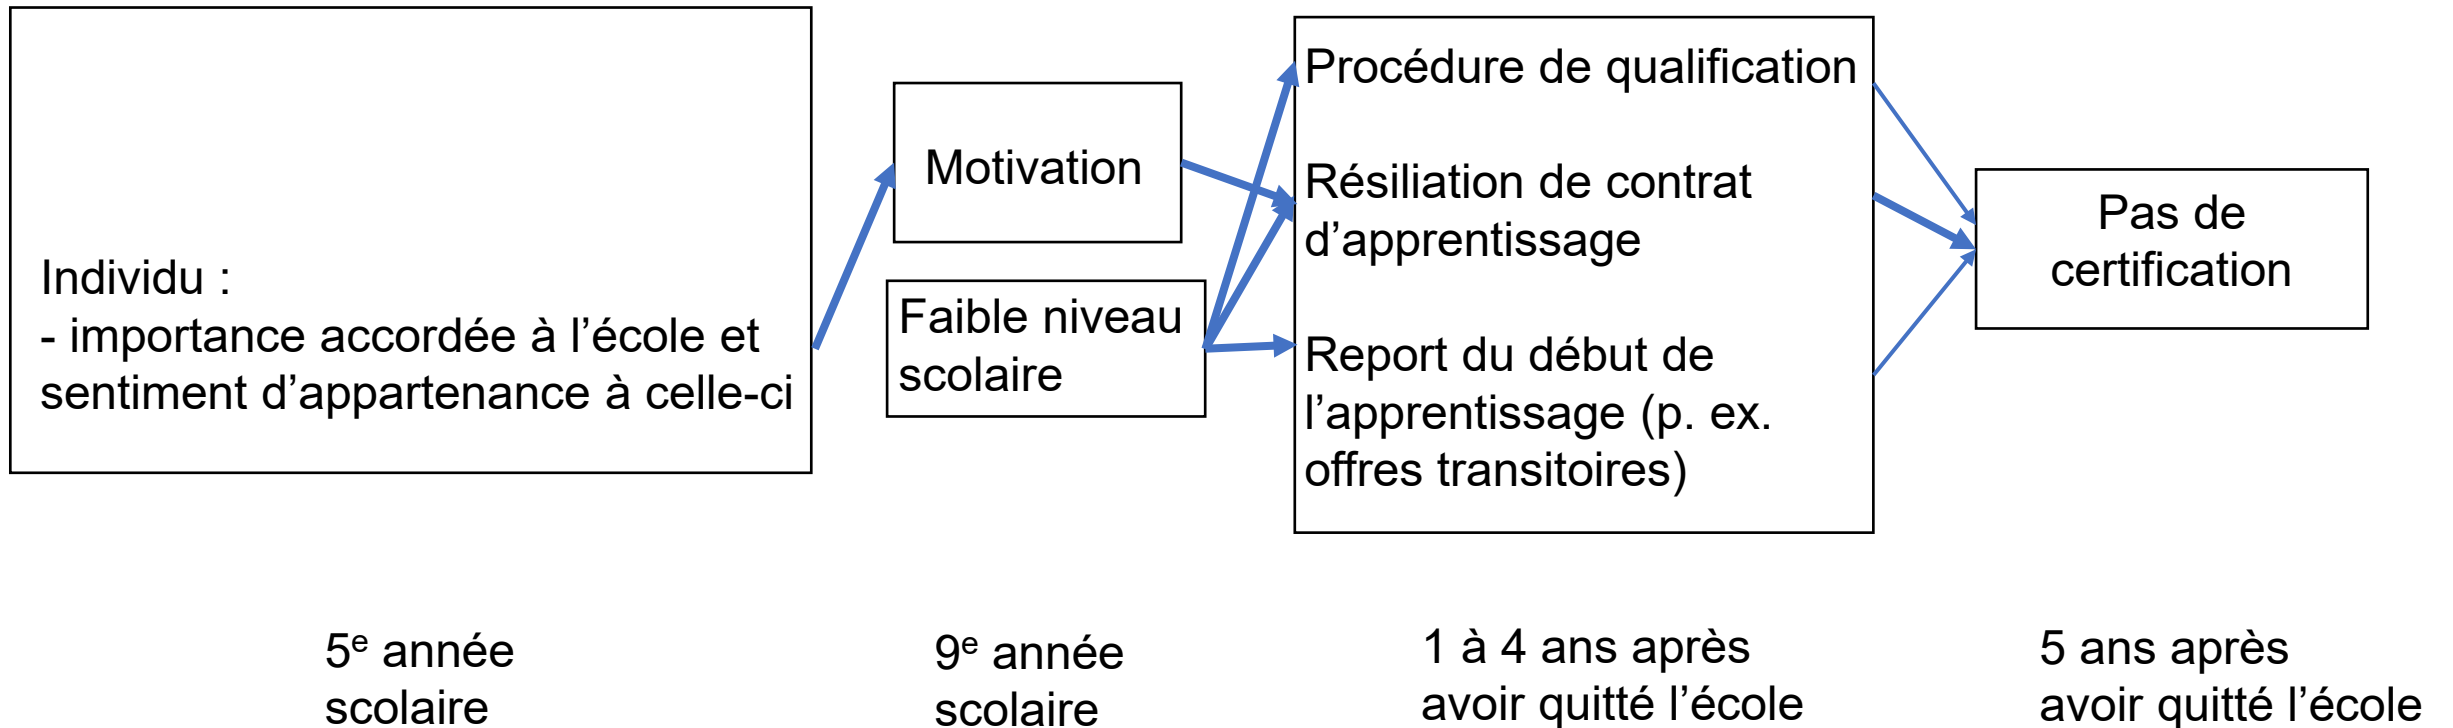 Individu :
- importance accordée à l’école et
sentiment d’appartenance à celle-ci
Motivation
Faible niveau
scolaire
Procédure de qualification
Résiliation de contrat
d’apprentissage
Report du début de
l’apprentissage (p. ex.
offres transitoires)
Pas de
certification
5e année
scolaire
9e année
scolaire
1 à 4 ans après
avoir quitté l’école
5 ans après
avoir quitté l’école